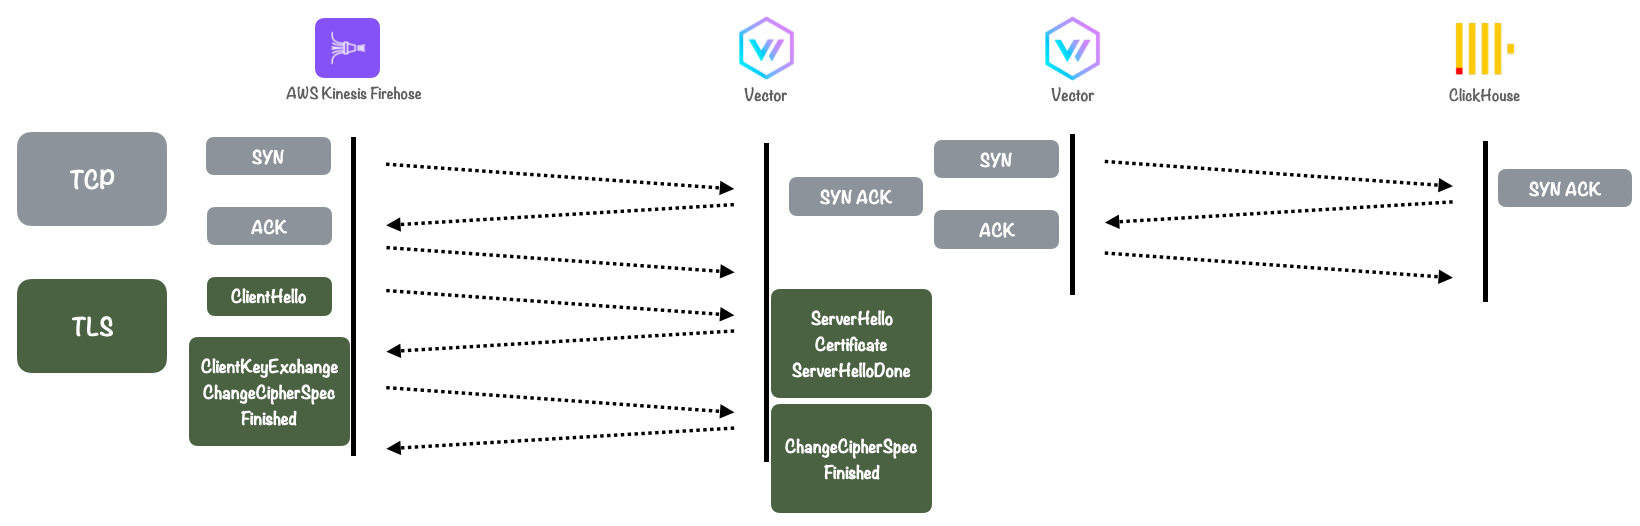 AWS Kinesis Firehose
Vector
Vector
ClickHouse
TCP
SYN
SYN ACK
ACK
SYN
ACK
SYN ACK
TLS
ClientHello
ServerHello
Certificate
ServerHelloDone
ClientKeyExchange
ChangeCipherSpec
Finished
ChangeCipherSpec
Finished